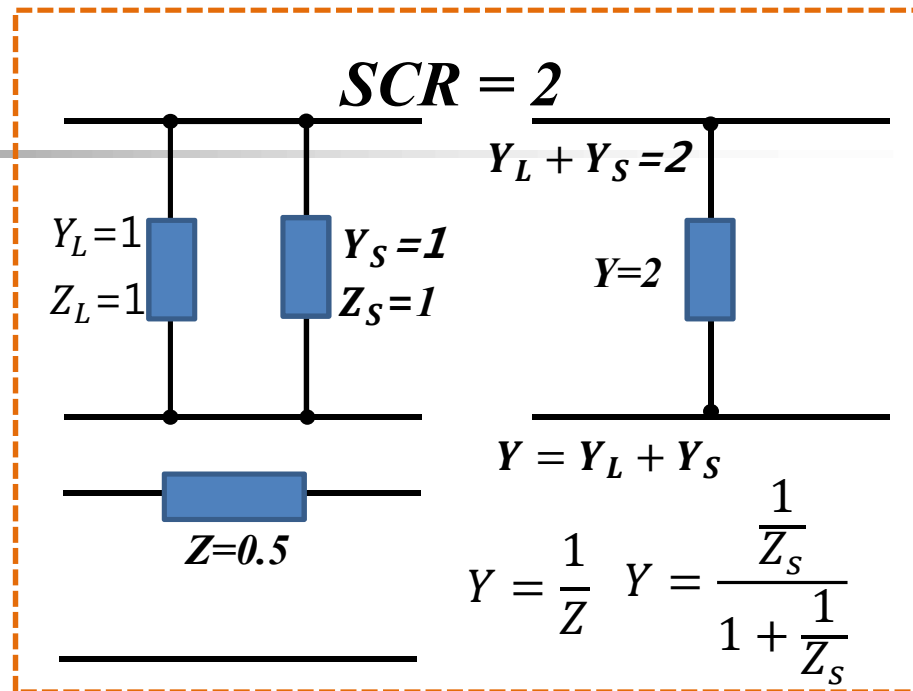 SCR = 2
Y_L=1
Z_L=1
Y_S=1
Z_S=1
Y_L + Y_S=2
Y=2
Y = Y_L + Y_S
Z=0.5
Y = 1/Z
Y = (1/Z_s)/(1 + 1/Z_s)